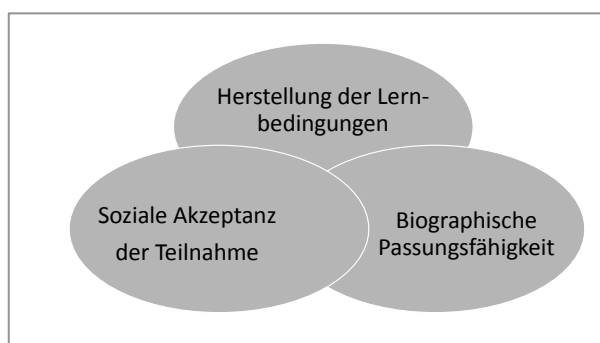 Herstellung der Lern-
bedingungen
Soziale Akzeptanz
der Teilnahme
Biographische
Passungsfähigkeit